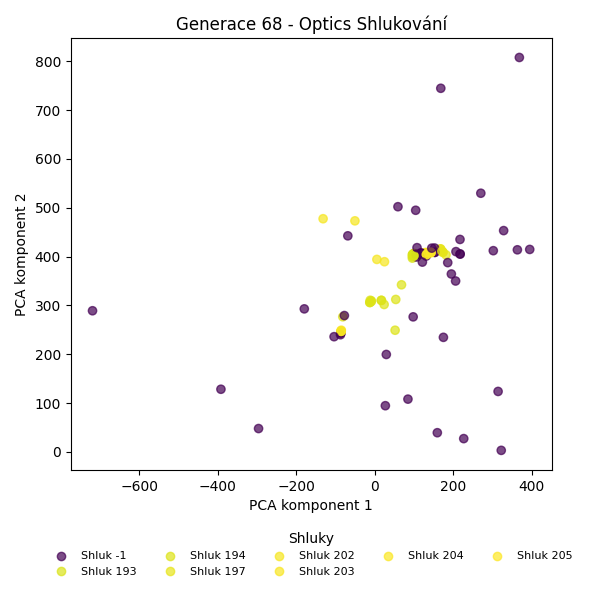 Generace 68 - Optics Shlukování
800
700
600
500
400
300
200
100
0
PCA komponent 2
−600 −400 −200 0 200 400
PCA komponent 1
Shluky
Shluk -1 Shluk 194 Shluk 202 Shluk 204 Shluk 205
Shluk 193 Shluk 197 Shluk 203